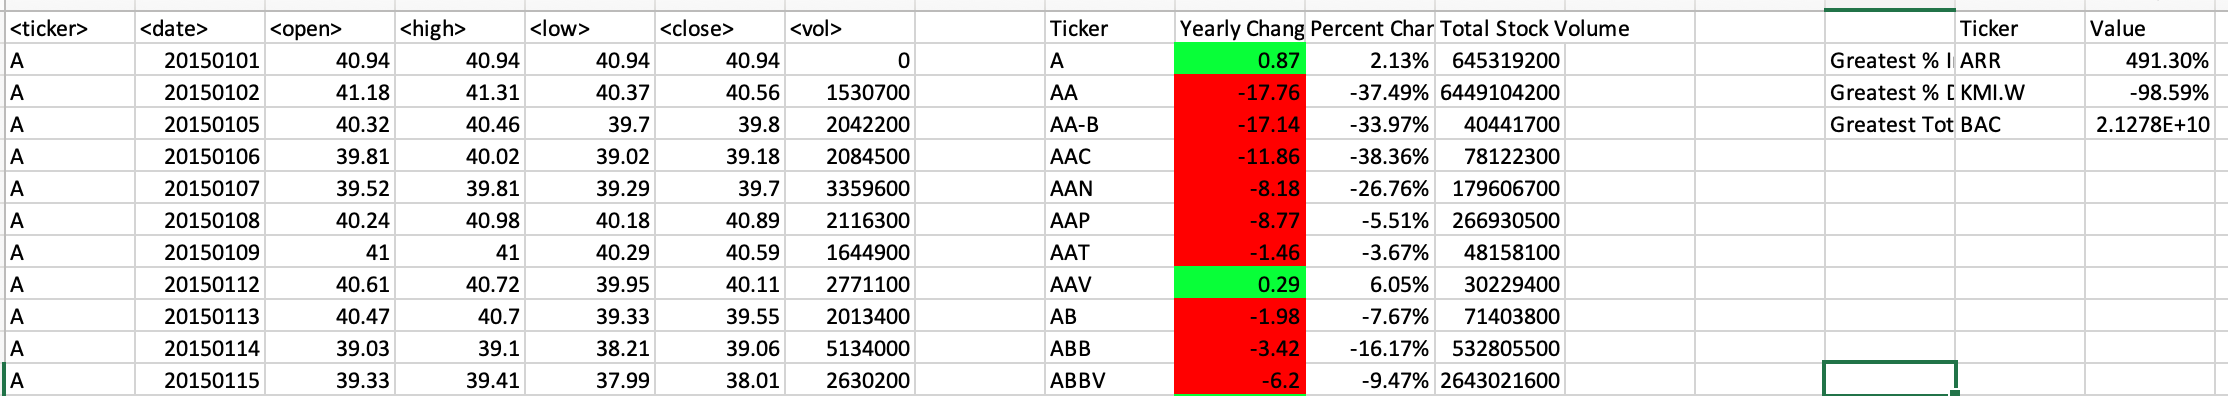 <ticker> <date> <open> <high> <low> <close> <vol> Ticker Yearly Chang Percent Char Total Stock Volume Ticker Value
A 20150101 40.94 40.94 40.94 40.94 0 A 0.87 2.13% 645319200 Greatest % I ARR 491.30%
A 20150102 41.18 41.31 40.37 40.56 1530700 AA -17.76 -37.49% 6449104200 Greatest % D KMI.W -98.59%
A 20150105 40.32 40.46 39.7 39.8 2042200 AA-B -17.14 -33.97% 40441700 Greatest Tot BAC 2.1278E+10
A 20150106 39.81 40.02 39.02 39.18 2084500 AAC -11.86 -38.36% 78122300
A 20150107 39.52 39.81 39.29 39.7 3359600 AAN -8.18 -26.76% 179606700
A 20150108 40.24 40.98 40.18 40.89 2116300 AAP -8.77 -5.51% 266930500
A 20150109 41 41 40.29 40.59 1644900 AAT -1.46 -3.67% 48158100
A 20150112 40.61 40.72 39.95 40.11 2771100 AAV 0.29 6.05% 30229400
A 20150113 40.47 40.7 39.33 39.55 2013400 AB -1.98 -7.67% 71403800
A 20150114 39.03 39.1 38.21 39.06 5134000 ABB -3.42 -16.17% 532805500
A 20150115 39.33 39.41 37.99 38.01 2630200 ABBV -6.2 -9.47% 2643021600